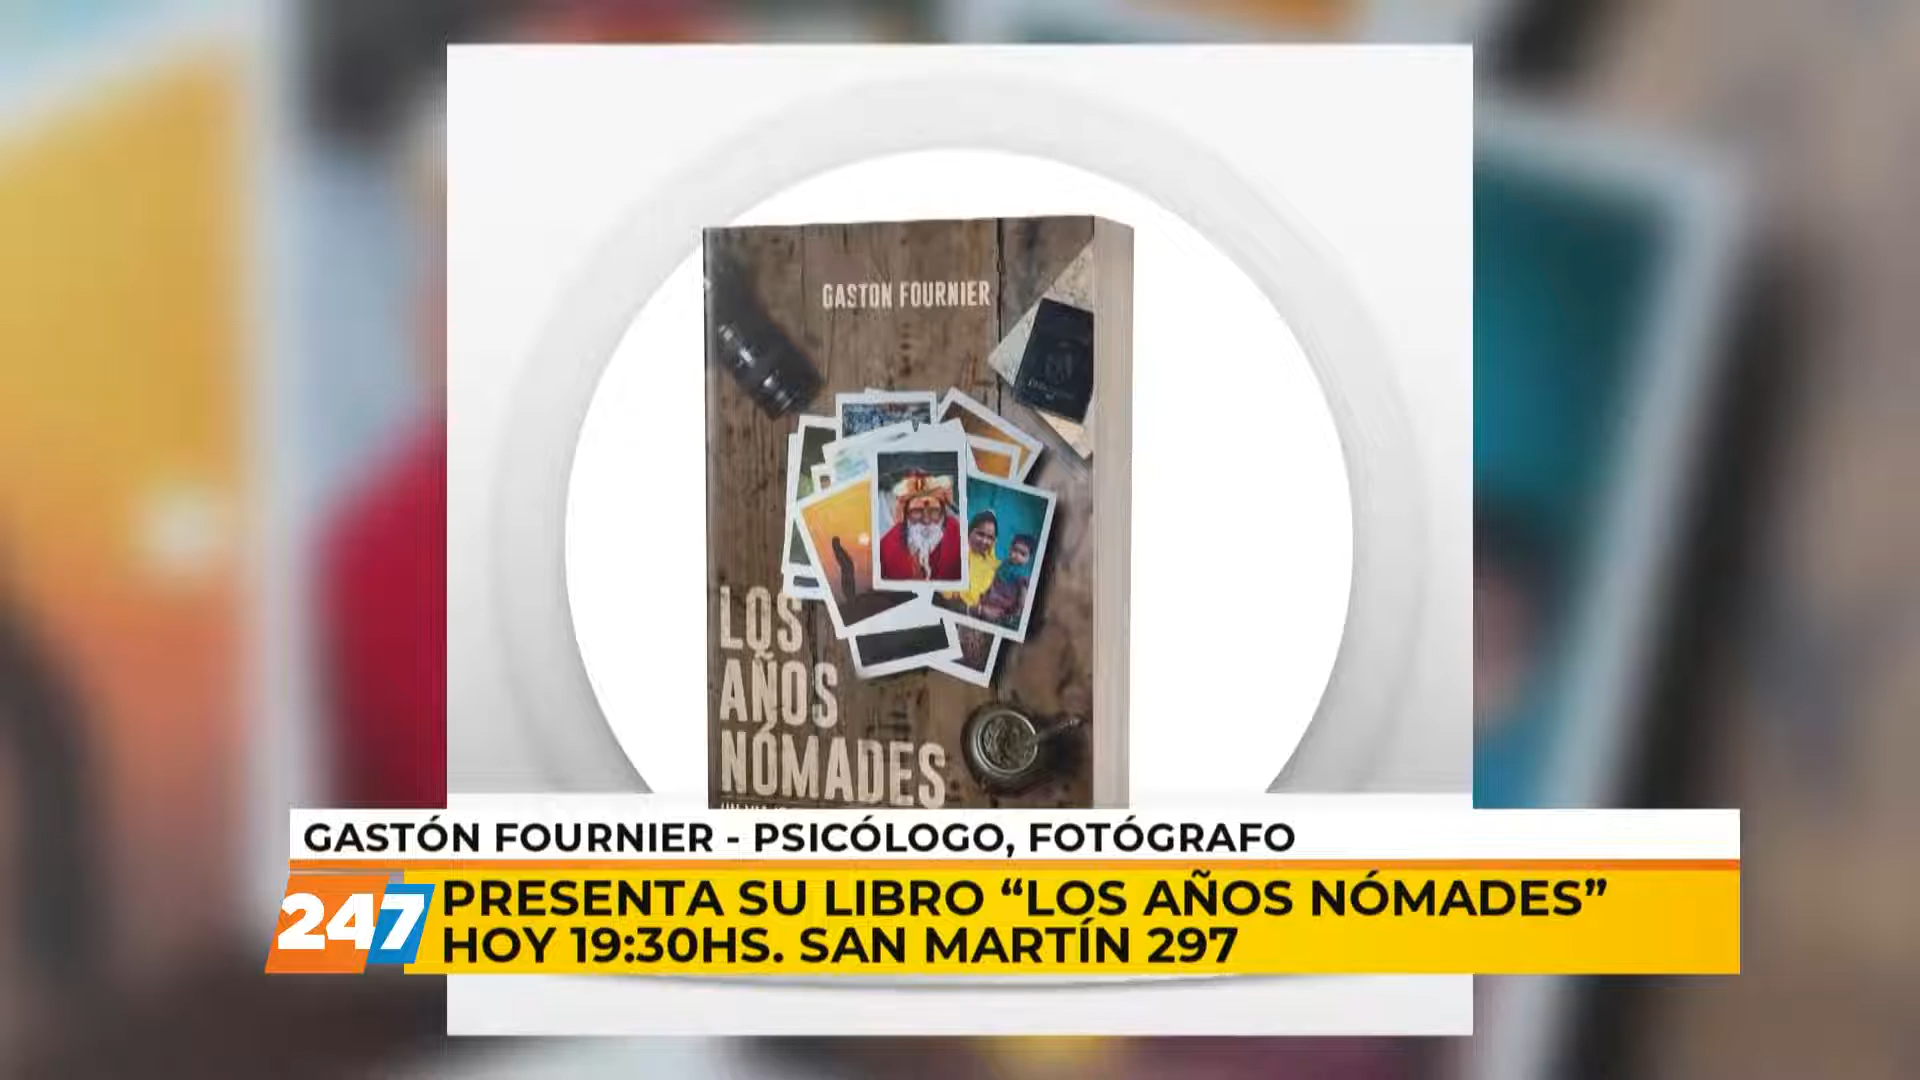 GASTON FOURNIER
LOS
AÑOS
NÓMADES
GASTÓN FOURNIER - PSICÓLOGO, FOTÓGRAFO
247
PRESENTA SU LIBRO “LOS AÑOS NÓMADES”
HOY 19:30HS. SAN MARTÍN 297